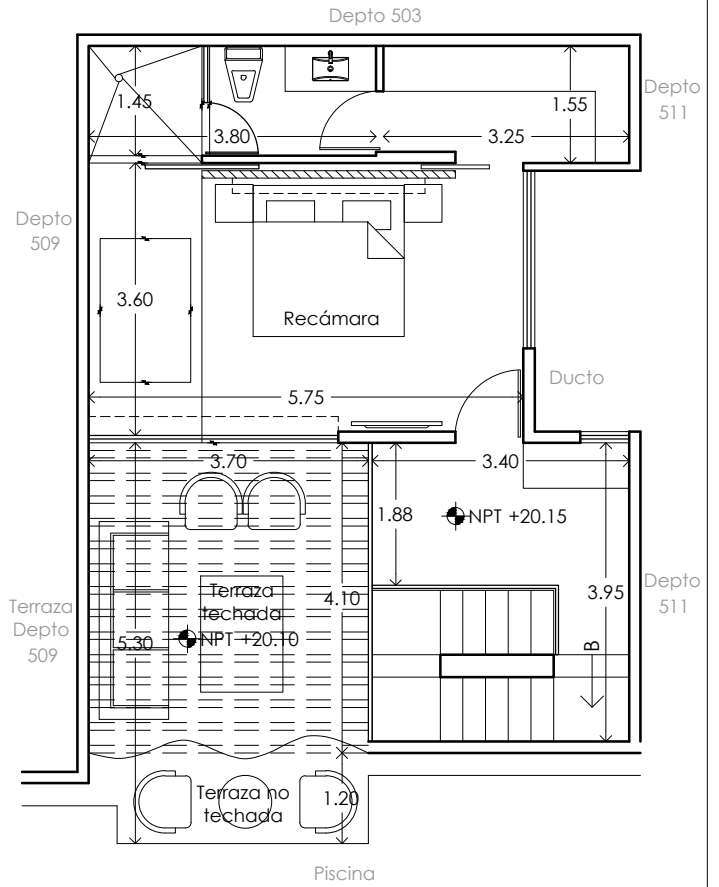 Depto 503
Depto
511
1.45
1.55
3.80
3.25
Depto
509
3.60
Recámara
Ducto
5.75
3.70
3.40
1.88
NPT +20.15
Terraza
techada
4.10
3.95
Depto
511
Terraza
Depto
509
5.30
NPT +20.10
B
Terraza no
techada
1.20
Piscina